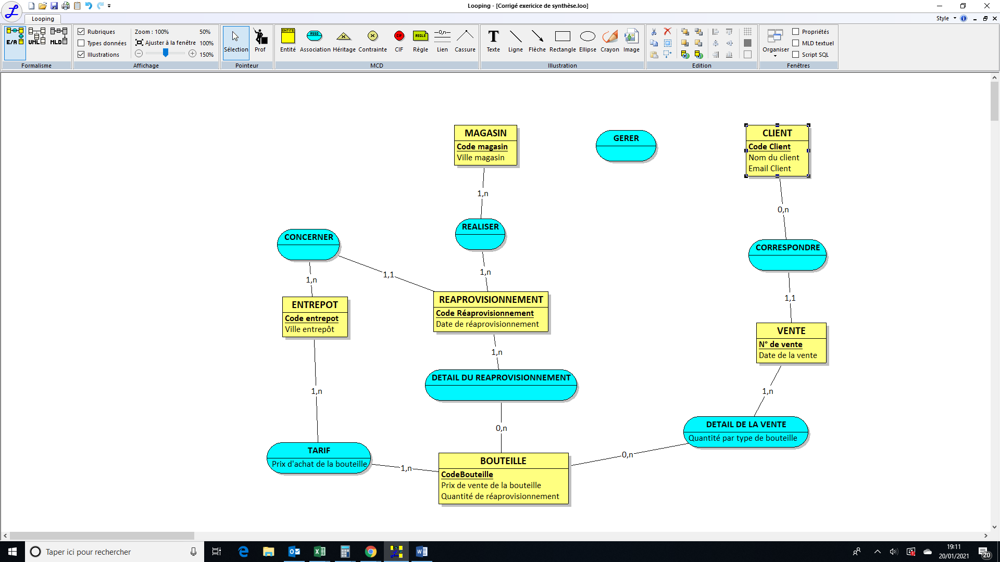 Looping - [Corrigé exericice de synthèse.loo]
Looping
Style
E/A
UML
MLD
Rubriques
Types données
Illustrations
Zoom : 100%
50%
Ajuster à la fenêtre
100%
150%
Sélection
Prof
ENTITE
Entité
ASSO
Association
Héritage
Contrainte
CIF
CIF
REGLE
Règle
0,n
Lien
Cassure
Texte
Ligne
Flèche
Rectangle
Ellipse
Crayon
Image
Organiser
Propriétés
MLD textuel
Script SQL
Formalisme
Affichage
Pointeur
MCD
Illustration
Edition
Fenêtres
MAGASIN
Code magasin
Ville magasin
GERER
CLIENT
Code Client
Nom du client
Email Client
1,n
0,n
REALISER
CONCERNER
CORRESPONDRE
1,n
1,1
1,n
1,1
ENTREPOT
Code entrepot
Ville entrepôt
REAPROVISIONNEMENT
Code Réaprovisionnement
Date de réaprovisionnement
VENTE
N° de vente
Date de la vente
1,n
1,n
1,n
DETAIL DU REAPROVISIONNEMENT
0,n
DETAIL DE LA VENTE
Quantité par type de bouteille
TARIF
Prix d'achat de la bouteille
1,n
0,n
BOUTEILLE
CodeBouteille
Prix de vente de la bouteille
Quantité de réaprovisionnement
Taper ici pour rechercher
19:11
20/01/2021
20